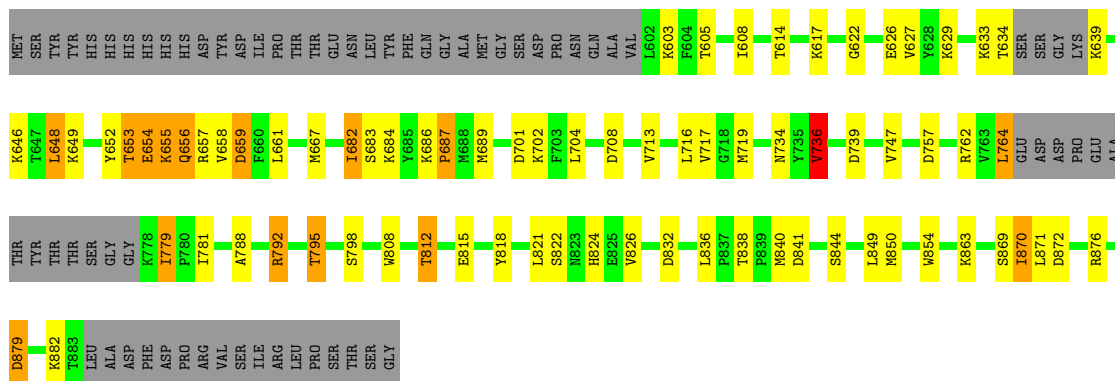 MET SER TYR TYR HIS HIS HIS HIS HIS HIS ASP TYR ASP ILE PRO THR THR GLU ASN LEU TYR PHE GLN GLY ALA MET GLY SER ASP PRO ASN GLN ALA VAL L602 K603 F604 T605 I608 T614 K617 G622 E626 V627 Y628 K629 K633 T634 SER SER GLY LYS K639
K646 T647 L648 K649 Y652 T653 E654 K655 Q656 R657 V658 D659 F660 L661 M667 I682 S683 K684 Y685 K686 P687 M688 M689 D701 K702 F703 L704 D708 V713 L716 V717 G718 M719 N734 Y735 V736 D739 V747 D757 R762 V763 L764 GLU ASP ASP PRO GLU ALA
THR TYR THR THR SER GLY GLY K778 I779 P780 I781 A788 R792 T795 S798 W808 T812 E815 Y818 L821 S822 N823 H824 E825 V826 D832 L836 P837 T838 P839 M840 D841 S844 L849 M850 W854 K863 S869 I870 L871 D872 R876
D879 K882 T883 LEU ALA ASP PHE ASP PRO ARG VAL SER ILE ARG LEU PRO SER THR SER GLY